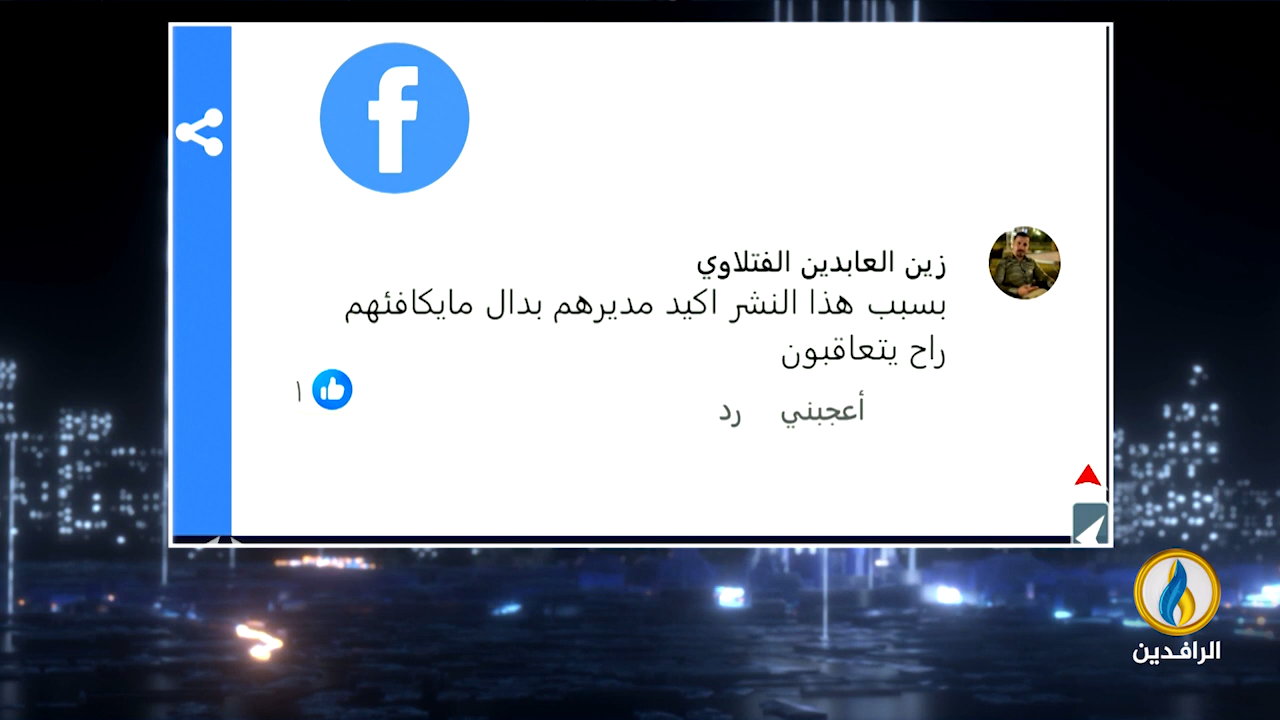 زين العابدين الفتلاوي
بسبب هذا النشر اكيد مديرهم بدال مايكافئهم
راح يتعاقبون
١
أعجبني رد
الرافدين